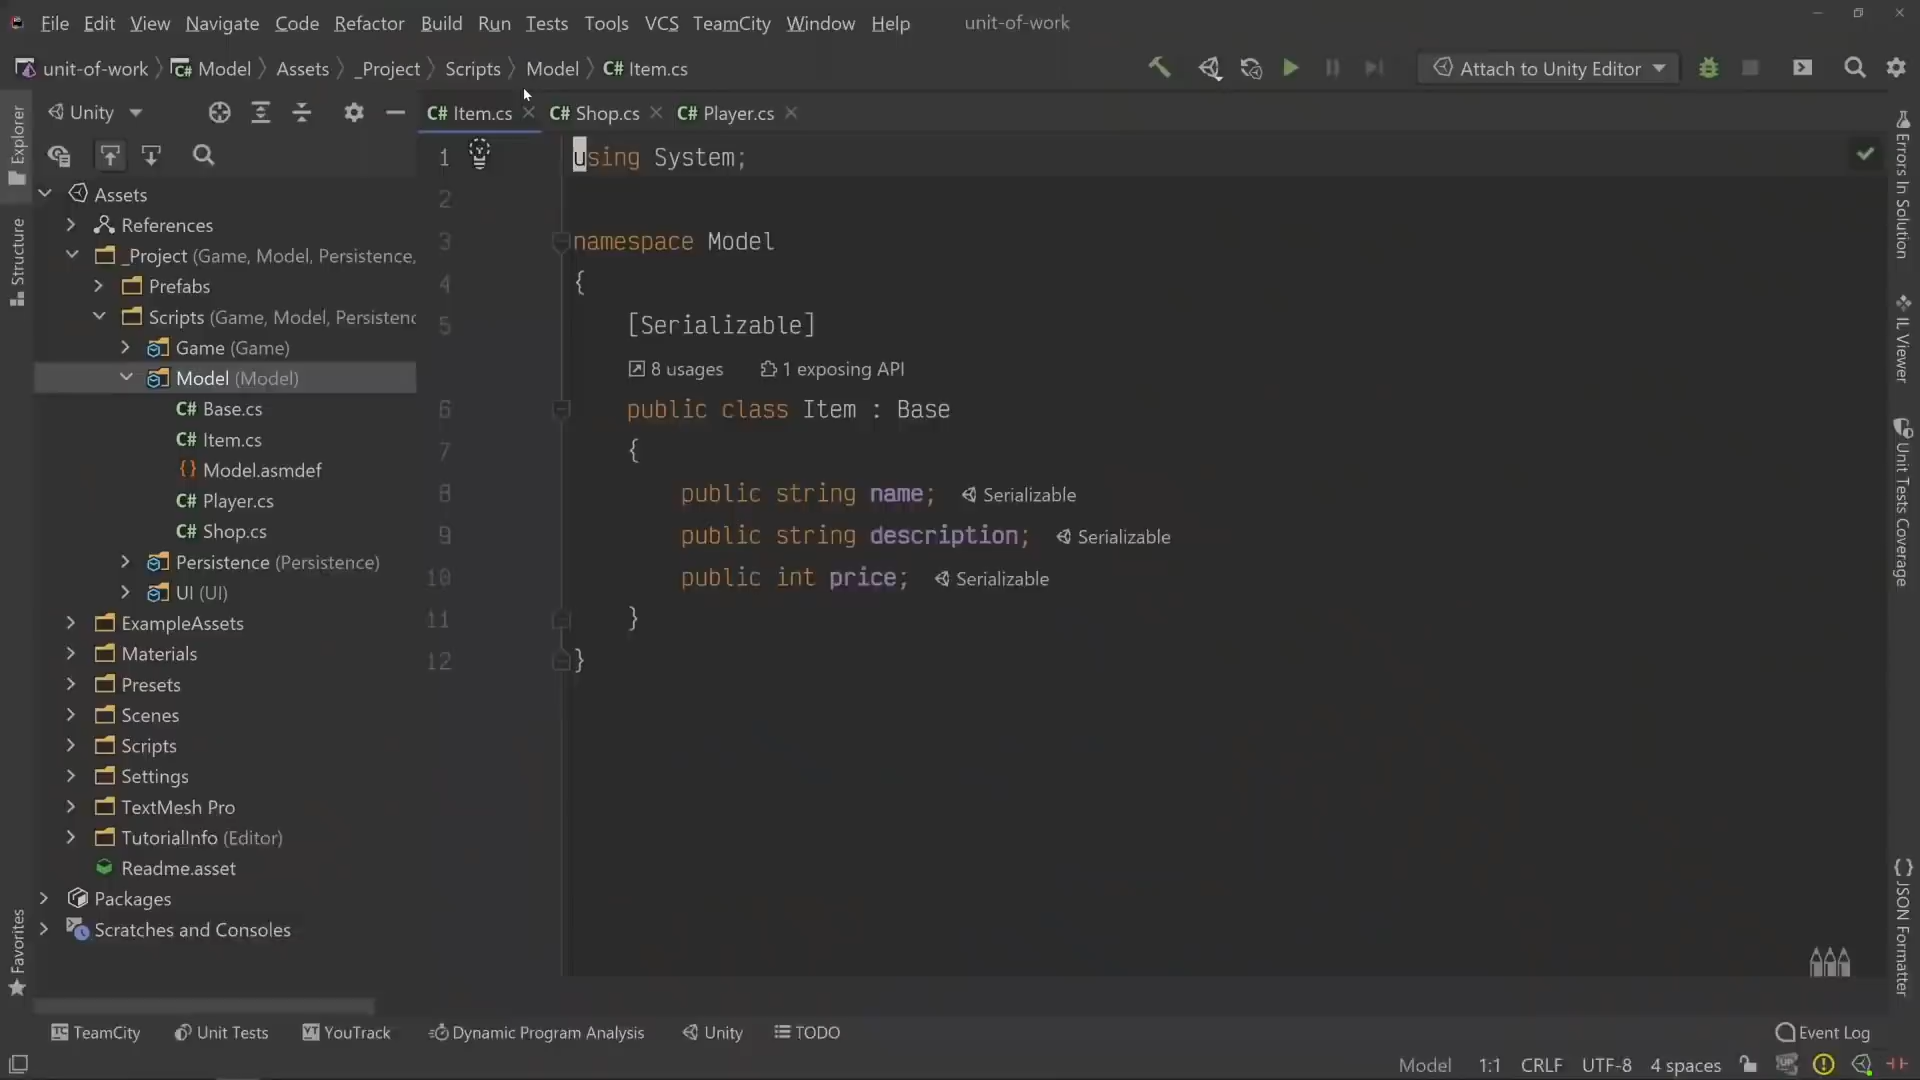 File Edit View Navigate Code Refactor Build Run Tests Tools VCS TeamCity Window Help unit-of-work
unit-of-work Model Assets _Project Scripts Model C# Item.cs Attach to Unity Editor
Unity C# Item.cs C# Shop.cs C# Player.cs
Explorer
Structure
Favorites
Assets
References
_Project (Game, Model, Persistence,
Prefabs
Scripts (Game, Model, Persistenc
Game (Game)
Model (Model)
C# Base.cs
C# Item.cs
{} Model.asmdef
C# Player.cs
C# Shop.cs
Persistence (Persistence)
UI (UI)
ExampleAssets
Materials
Presets
Scenes
Scripts
Settings
TextMesh Pro
TutorialInfo (Editor)
Readme.asset
Packages
Scratches and Consoles
1 using System;
2
3 namespace Model
4 {
5 [Serializable]
8 usages 1 exposing API
6 public class Item : Base
7 {
8 public string name; Serializable
9 public string description; Serializable
10 public int price; Serializable
11 }
12 }
Errors In Solution
IL Viewer
Unit Tests Coverage
{} JSON Formatter
TeamCity Unit Tests YT YouTrack Dynamic Program Analysis Unity TODO Event Log
Model 1:1 CRLF UTF-8 4 spaces